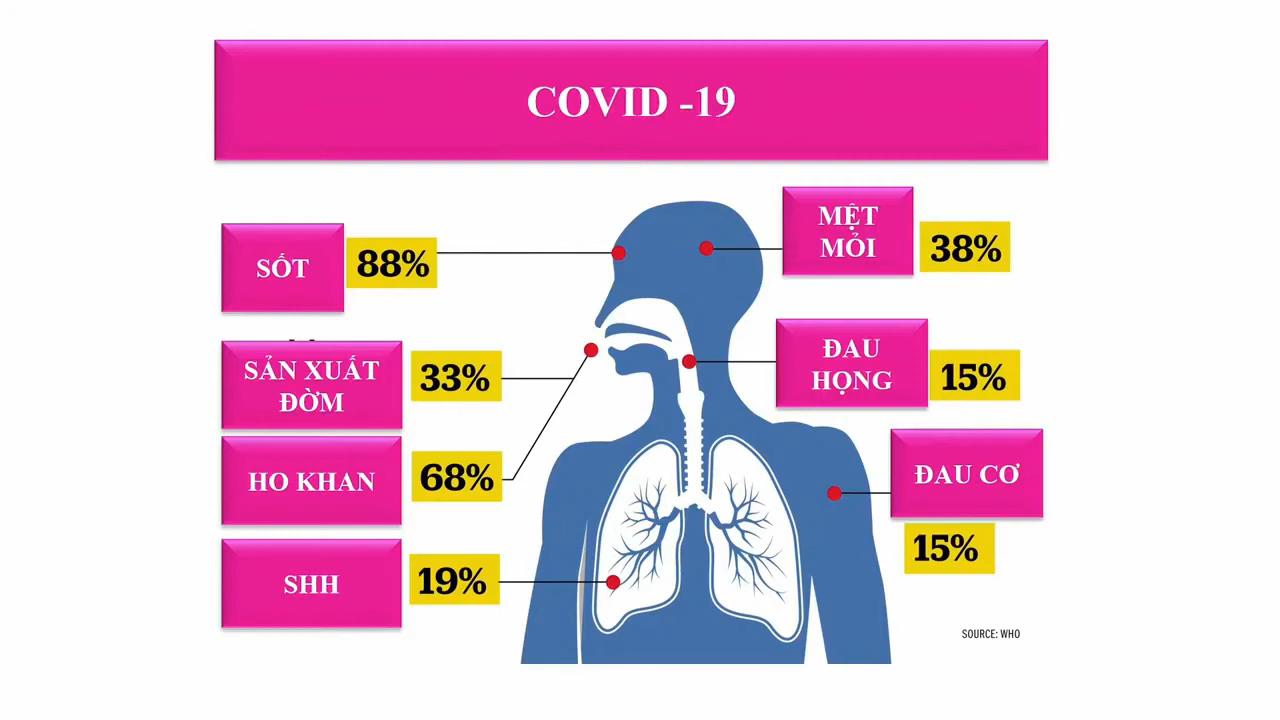 COVID -19
SỐT
88%
SẢN XUẤT
ĐỜM
33%
HO KHAN
68%
SHH
19%
MỆT
MỎI
38%
ĐAU
HỌNG
15%
ĐAU CƠ
15%
SOURCE: WHO